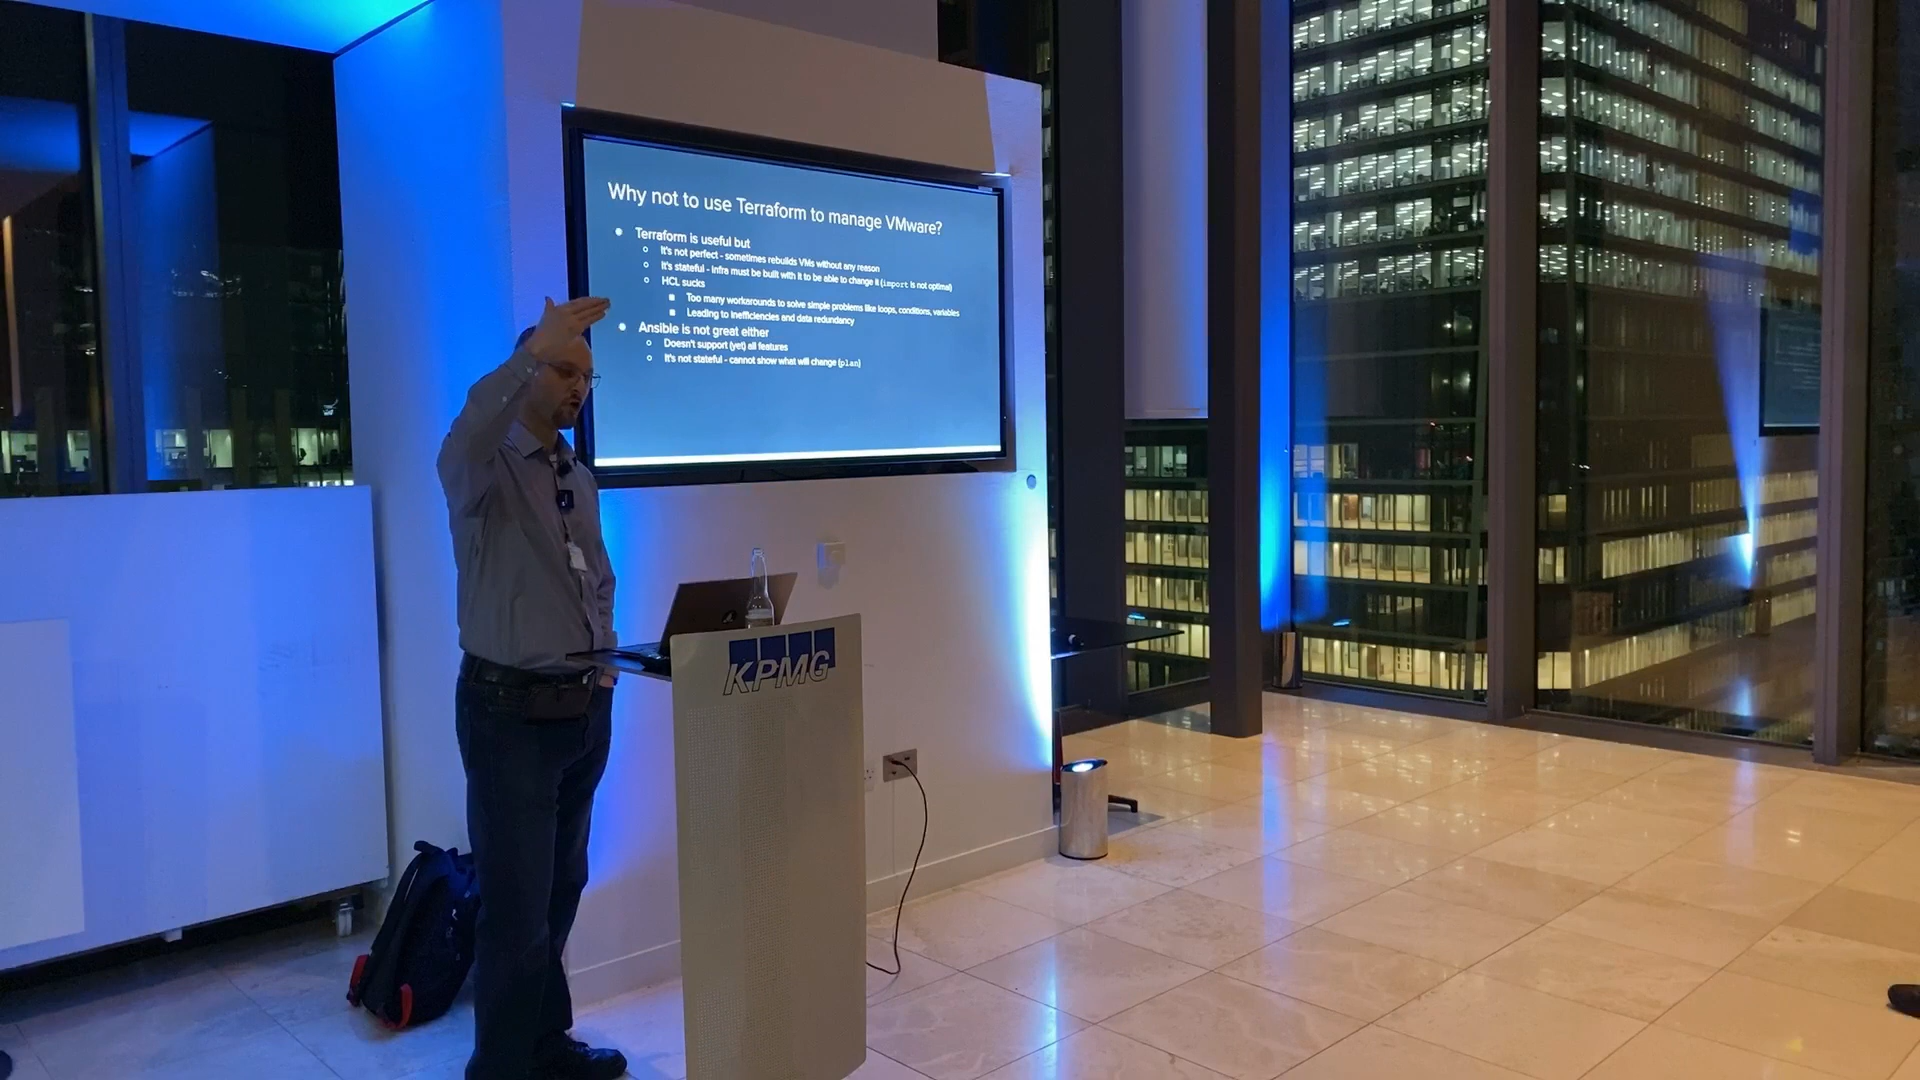 Why not to use Terraform to manage VMware?
Terraform is useful but
It's not perfect - sometimes rebuilds VMs without any reason
It's stateful - infra must be built with it to be able to change it (import is not optimal)
HCL sucks
Too many workarounds to solve simple problems like loops, conditions, variables
Leading to inefficiencies and data redundancy
Ansible is not great either
Doesn't support (yet) all features
It's not stateful - cannot show what will change (plan)
KPMG